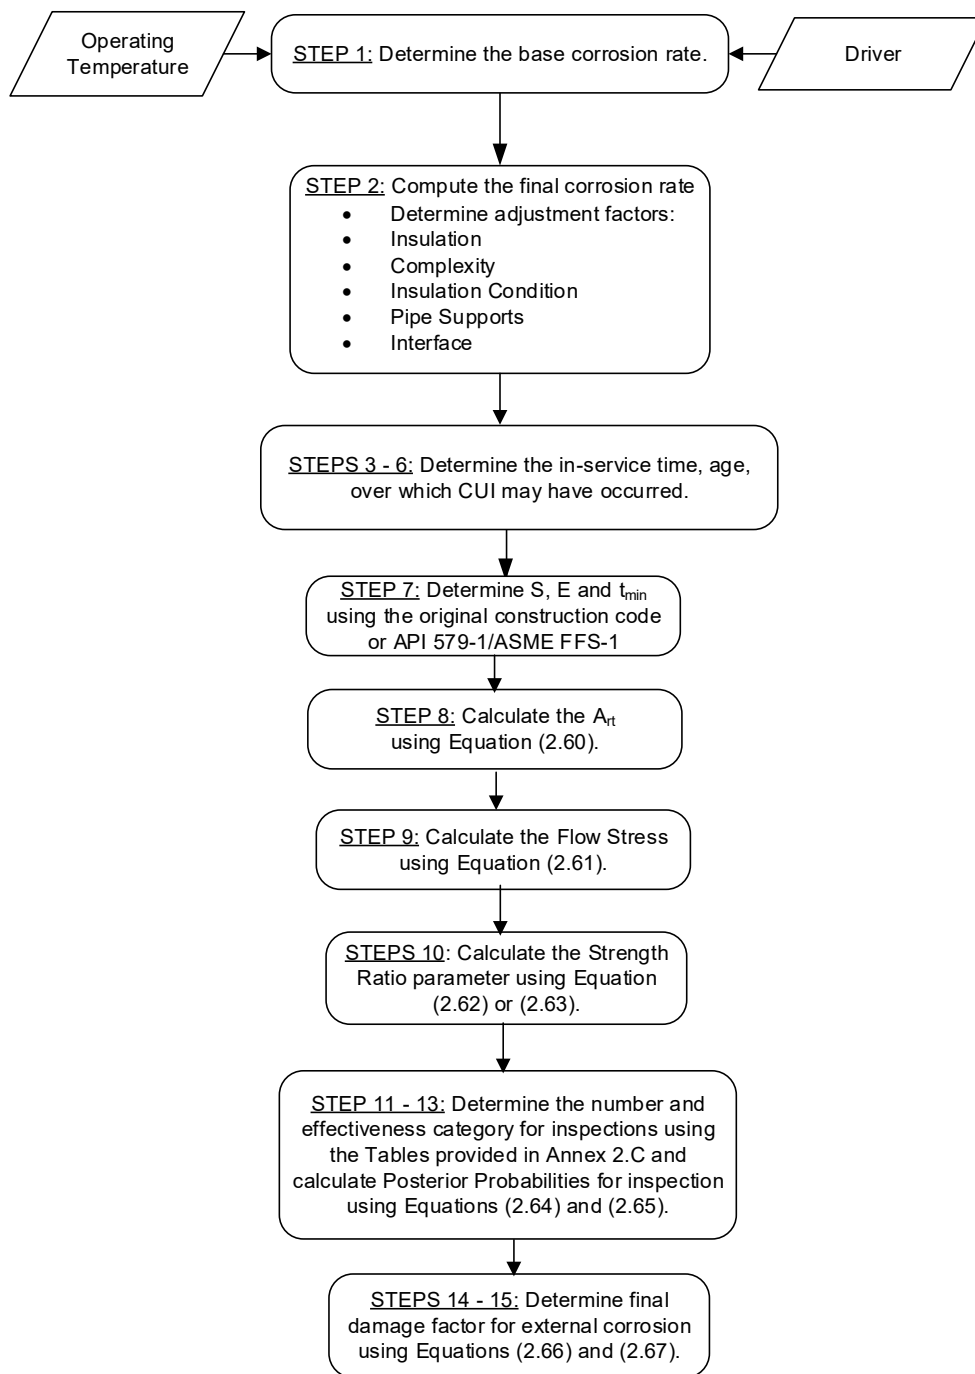 Operating
Temperature
STEP 1: Determine the base corrosion rate.
Driver
STEP 2: Compute the final corrosion rate
• Determine adjustment factors:
• Insulation
• Complexity
• Insulation Condition
• Pipe Supports
• Interface
STEPS 3 - 6: Determine the in-service time, age,
over which CUI may have occurred.
STEP 7: Determine S, E and tmin
using the original construction code
or API 579-1/ASME FFS-1
STEP 8: Calculate the Art
using Equation (2.60).
STEP 9: Calculate the Flow Stress
using Equation (2.61).
STEPS 10: Calculate the Strength
Ratio parameter using Equation
(2.62) or (2.63).
STEP 11 - 13: Determine the number and
effectiveness category for inspections using
the Tables provided in Annex 2.C and
calculate Posterior Probabilities for inspection
using Equations (2.64) and (2.65).
STEPS 14 - 15: Determine final
damage factor for external corrosion
using Equations (2.66) and (2.67).